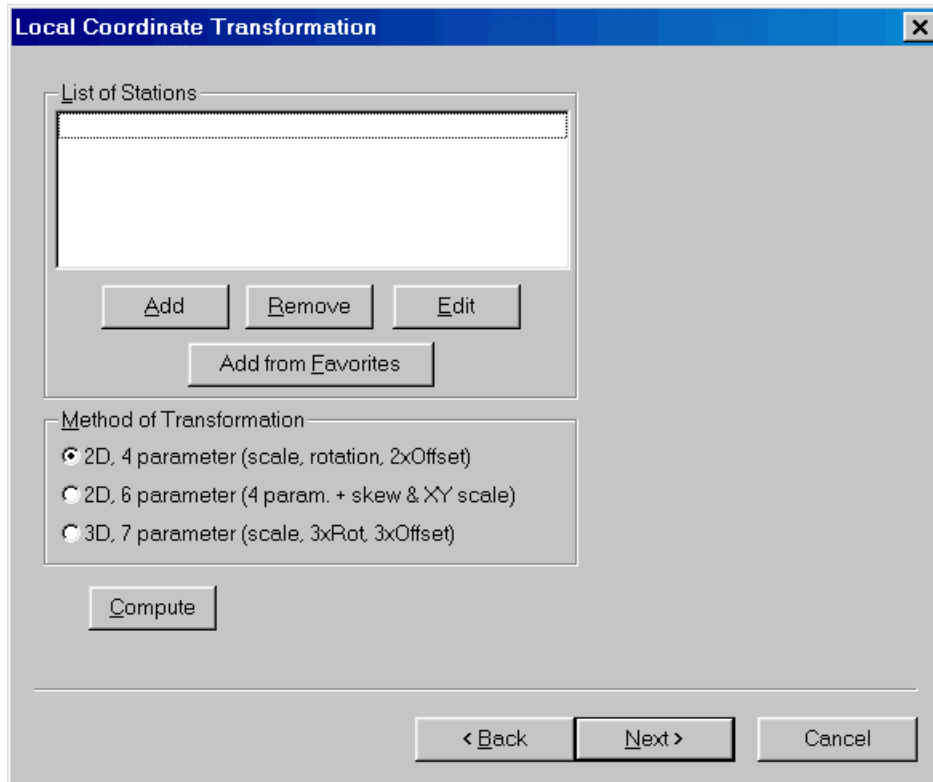 Local Coordinate Transformation
List of Stations
Add Remove Edit
Add from Favorites
Method of Transformation
2D, 4 parameter (scale, rotation, 2xOffset)
2D, 6 parameter (4 param. + skew & XY scale)
3D, 7 parameter (scale, 3xRot, 3xOffset)
Compute
< Back Next > Cancel